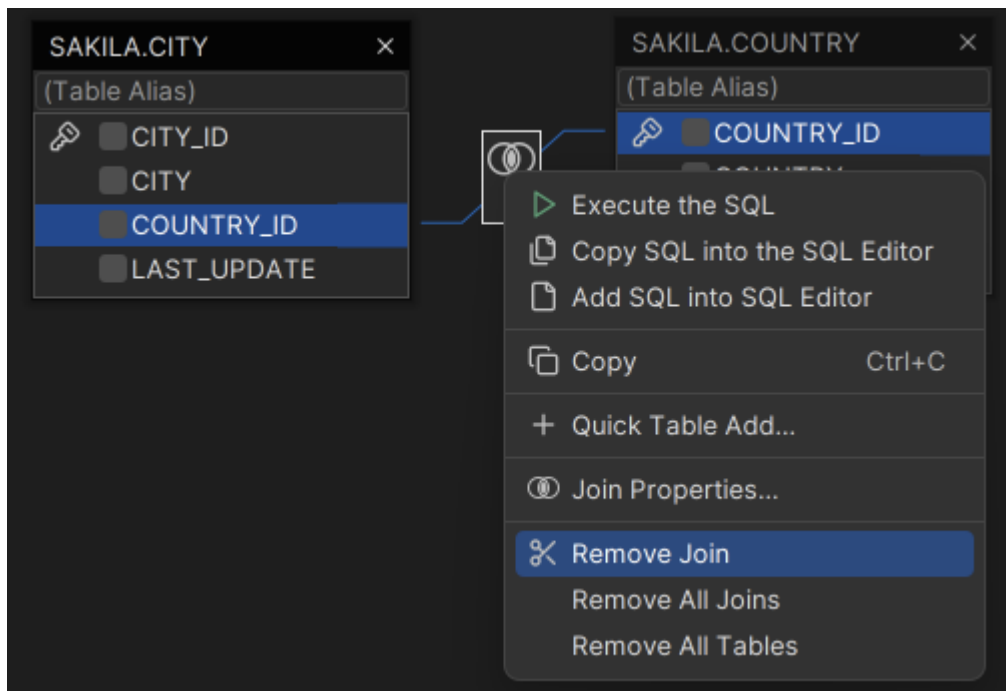 SAKILA.CITY
(Table Alias)
CITY_ID
CITY
COUNTRY_ID
LAST_UPDATE
SAKILA.COUNTRY
(Table Alias)
COUNTRY_ID
Execute the SQL
Copy SQL into the SQL Editor
Add SQL into SQL Editor
Copy Ctrl+C
Quick Table Add...
Join Properties...
Remove Join
Remove All Joins
Remove All Tables